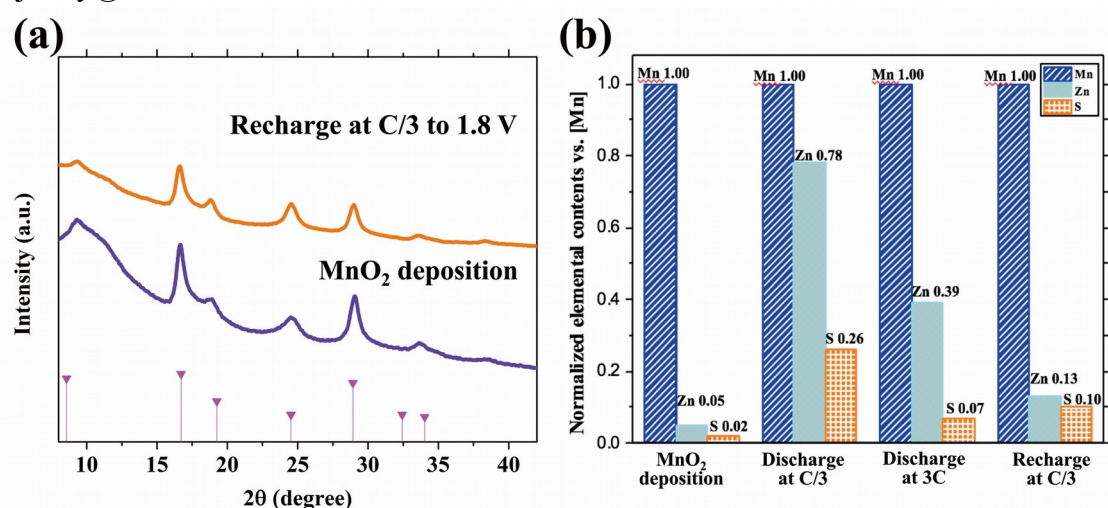 (a)
Recharge at C/3 to 1.8 V
MnO₂ deposition
Intensity (a.u.)
10 15 20 25 30 35 40
2θ (degree)
(b)
Normalized elemental contents vs. [Mn]
1.0
0.8
0.6
0.4
0.2
0.0
Mn 1.00 Mn 1.00 Mn 1.00 Mn 1.00
Mn
Zn
S
Zn 0.05
S 0.02
Zn 0.78
S 0.26
Zn 0.39
S 0.07
Zn 0.13
S 0.10
MnO₂
deposition
Discharge
at C/3
Discharge
at 3C
Recharge
at C/3